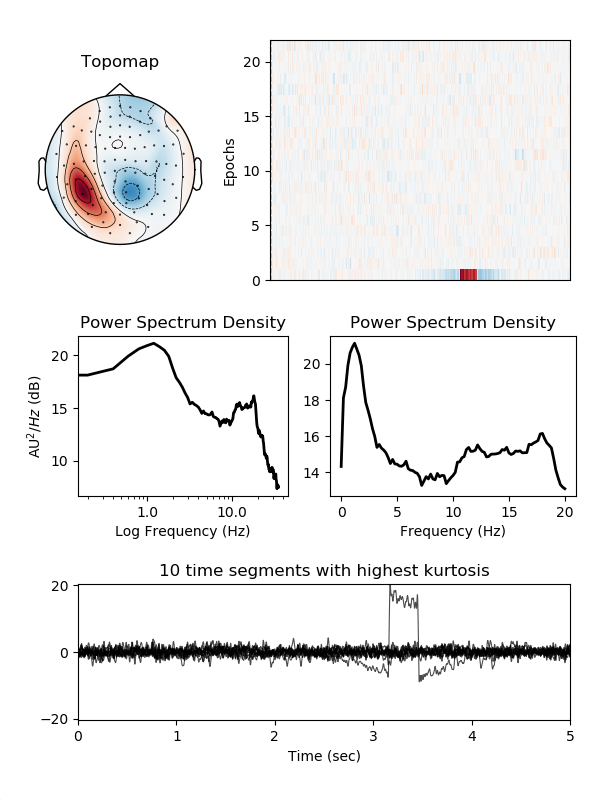 Topomap
Epochs
20
15
10
5
0
Power Spectrum Density
AU²/Hz (dB)
20
15
10
1.0 10.0
Log Frequency (Hz)
Power Spectrum Density
20
18
16
14
0 5 10 15 20
Frequency (Hz)
10 time segments with highest kurtosis
20
0
−20
0 1 2 3 4 5
Time (sec)